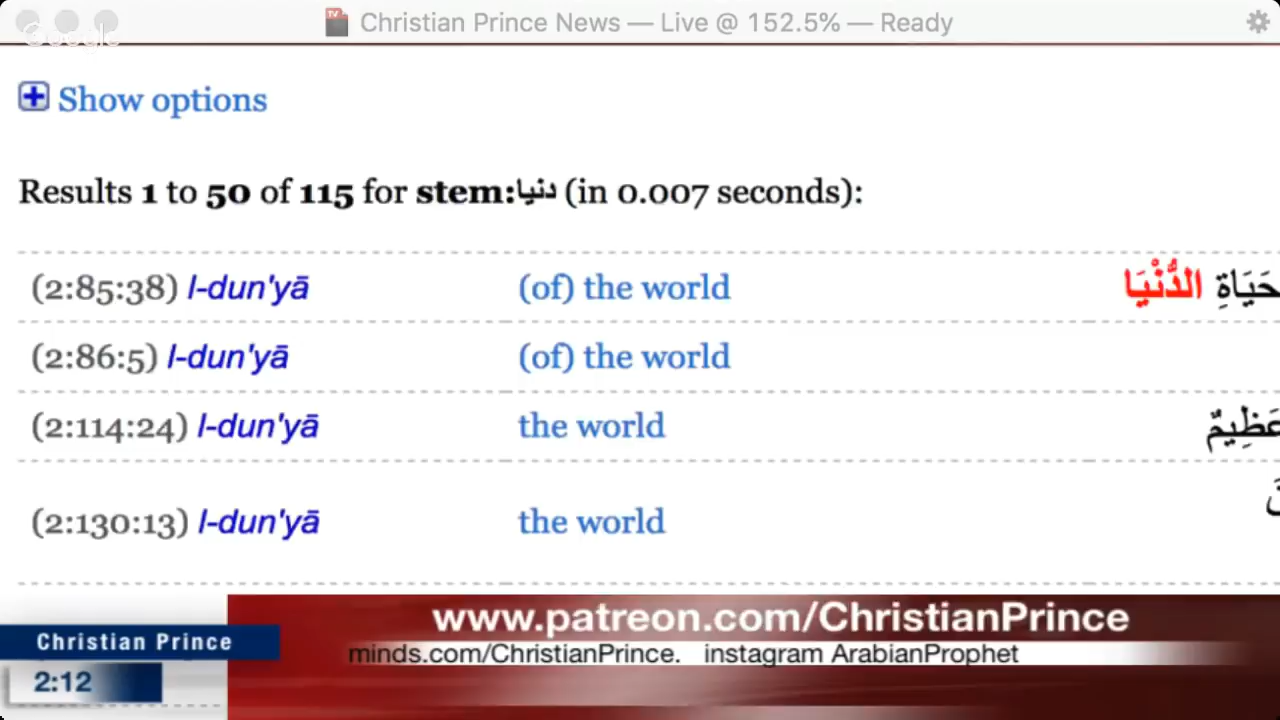 Christian Prince News — Live @ 152.5% — Ready
Google
Show options
Results 1 to 50 of 115 for stem:دنيا (in 0.007 seconds):
(2:85:38) l-dun'yā (of) the world حَيَاةِ الدُّنْيَا
(2:86:5) l-dun'yā (of) the world
(2:114:24) l-dun'yā the world عَظِيمٌ
(2:130:13) l-dun'yā the world
www.patreon.com/ChristianPrince
Christian Prince
minds.com/ChristianPrince. instagram ArabianProphet
2:12